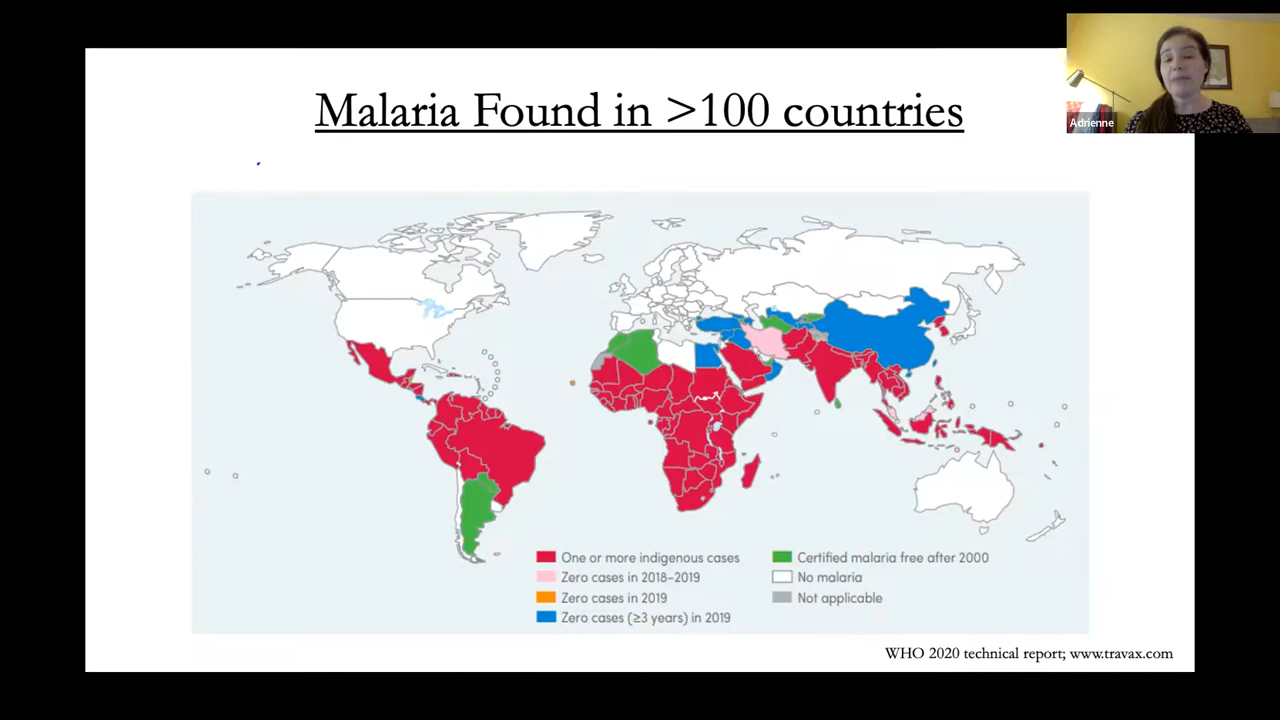 Malaria Found in >100 countries
Adrienne
One or more indigenous cases
Zero cases in 2018–2019
Zero cases in 2019
Zero cases (≥3 years) in 2019
Certified malaria free after 2000
No malaria
Not applicable
WHO 2020 technical report; www.travax.com